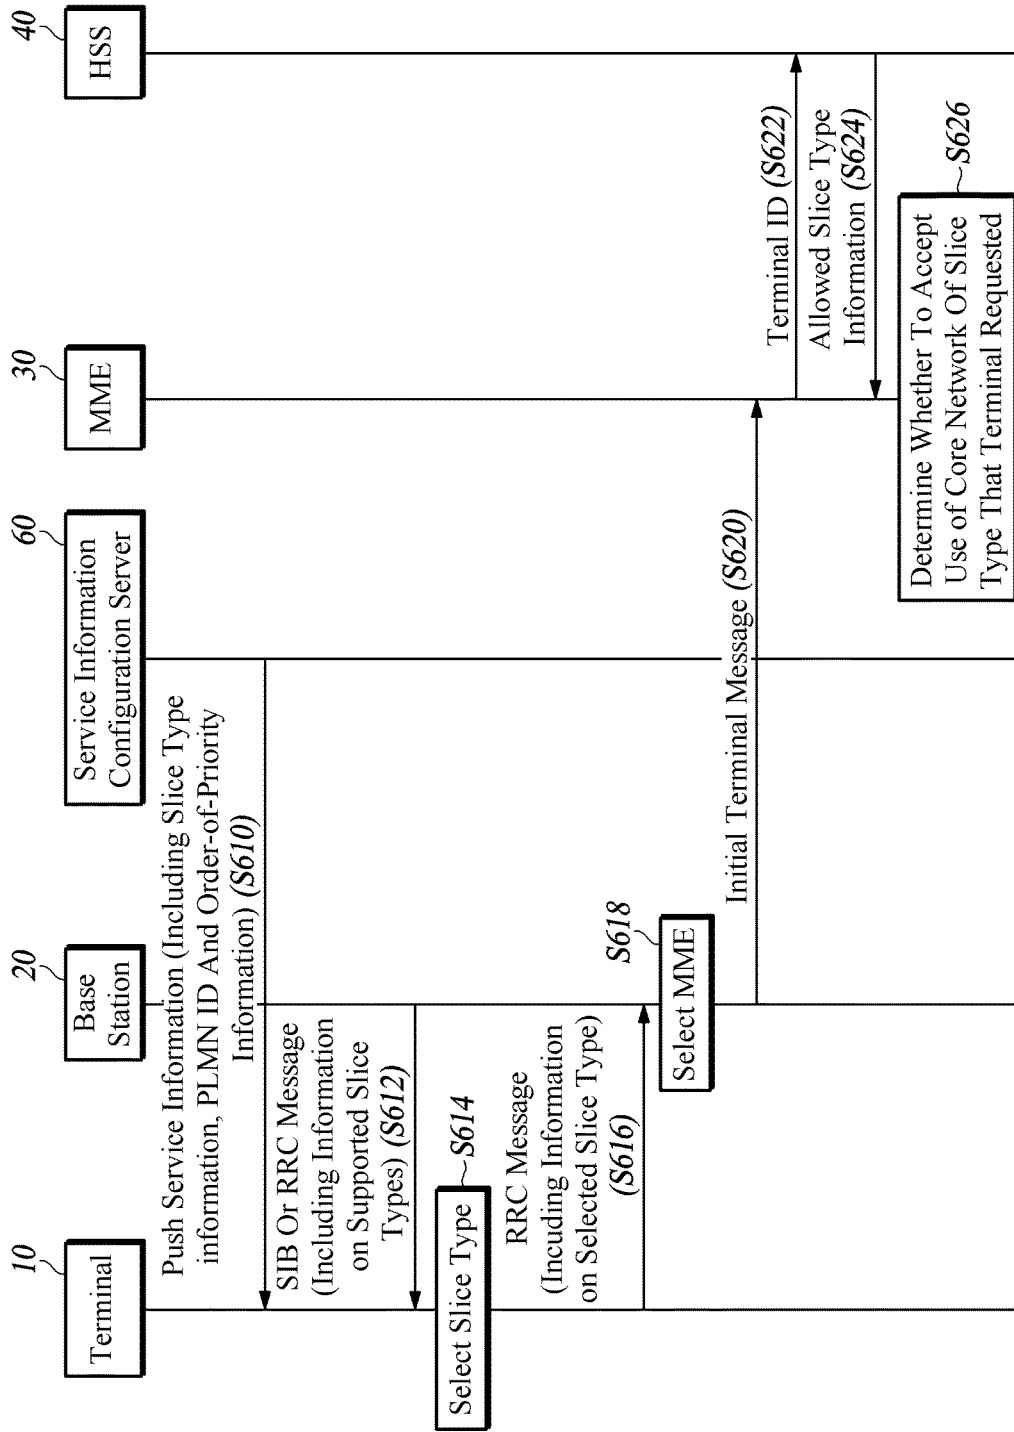 10
Terminal
20
Base
Station
60
Service Information
Configuration Server
30
MME
40
HSS
Push Service Information (Including Slice Type
information, PLMN ID And Order-of-Priority
Information) (S610)
SIB Or RRC Message
(Including Information
on Supported Slice
Types) (S612)
Select Slice Type
S614
RRC Message
(Incuding Information
on Selected Slice Type)
(S616)
S618
Select MME
Initial Terminal Message (S620)
Terminal ID (S622)
Allowed Slice Type
Information (S624)
S626
Determine Whether To Accept
Use of Core Network Of Slice
Type That Terminal Requested